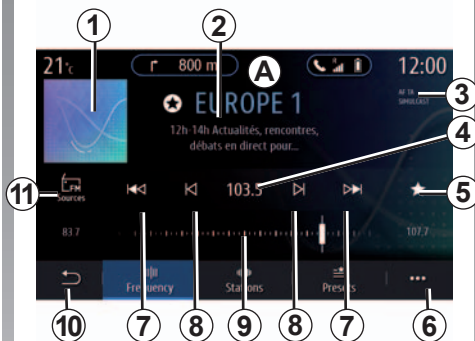 1
2
21°c
800 m
A
12:00
EUROPE 1
AF TA
SIMULCAST
3
12h-14h Actualités, rencontres,
débats en direct pour...
4
FM
Sources
103.5
11
5
83.7
107.7
Frequency
Stations
Presets
10
7
8
9
8
7
6